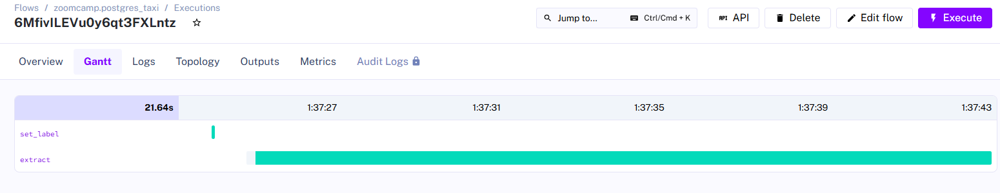 Flows / zoomcamp.postgres_taxi / Executions
6MfivILEVu0y6qt3FXLntz
Jump to... Ctrl/Cmd + K
API API
Delete
Edit flow
Execute
Overview Gantt Logs Topology Outputs Metrics Audit Logs
21.64s 1:37:27 1:37:31 1:37:35 1:37:39 1:37:43
set_label
extract